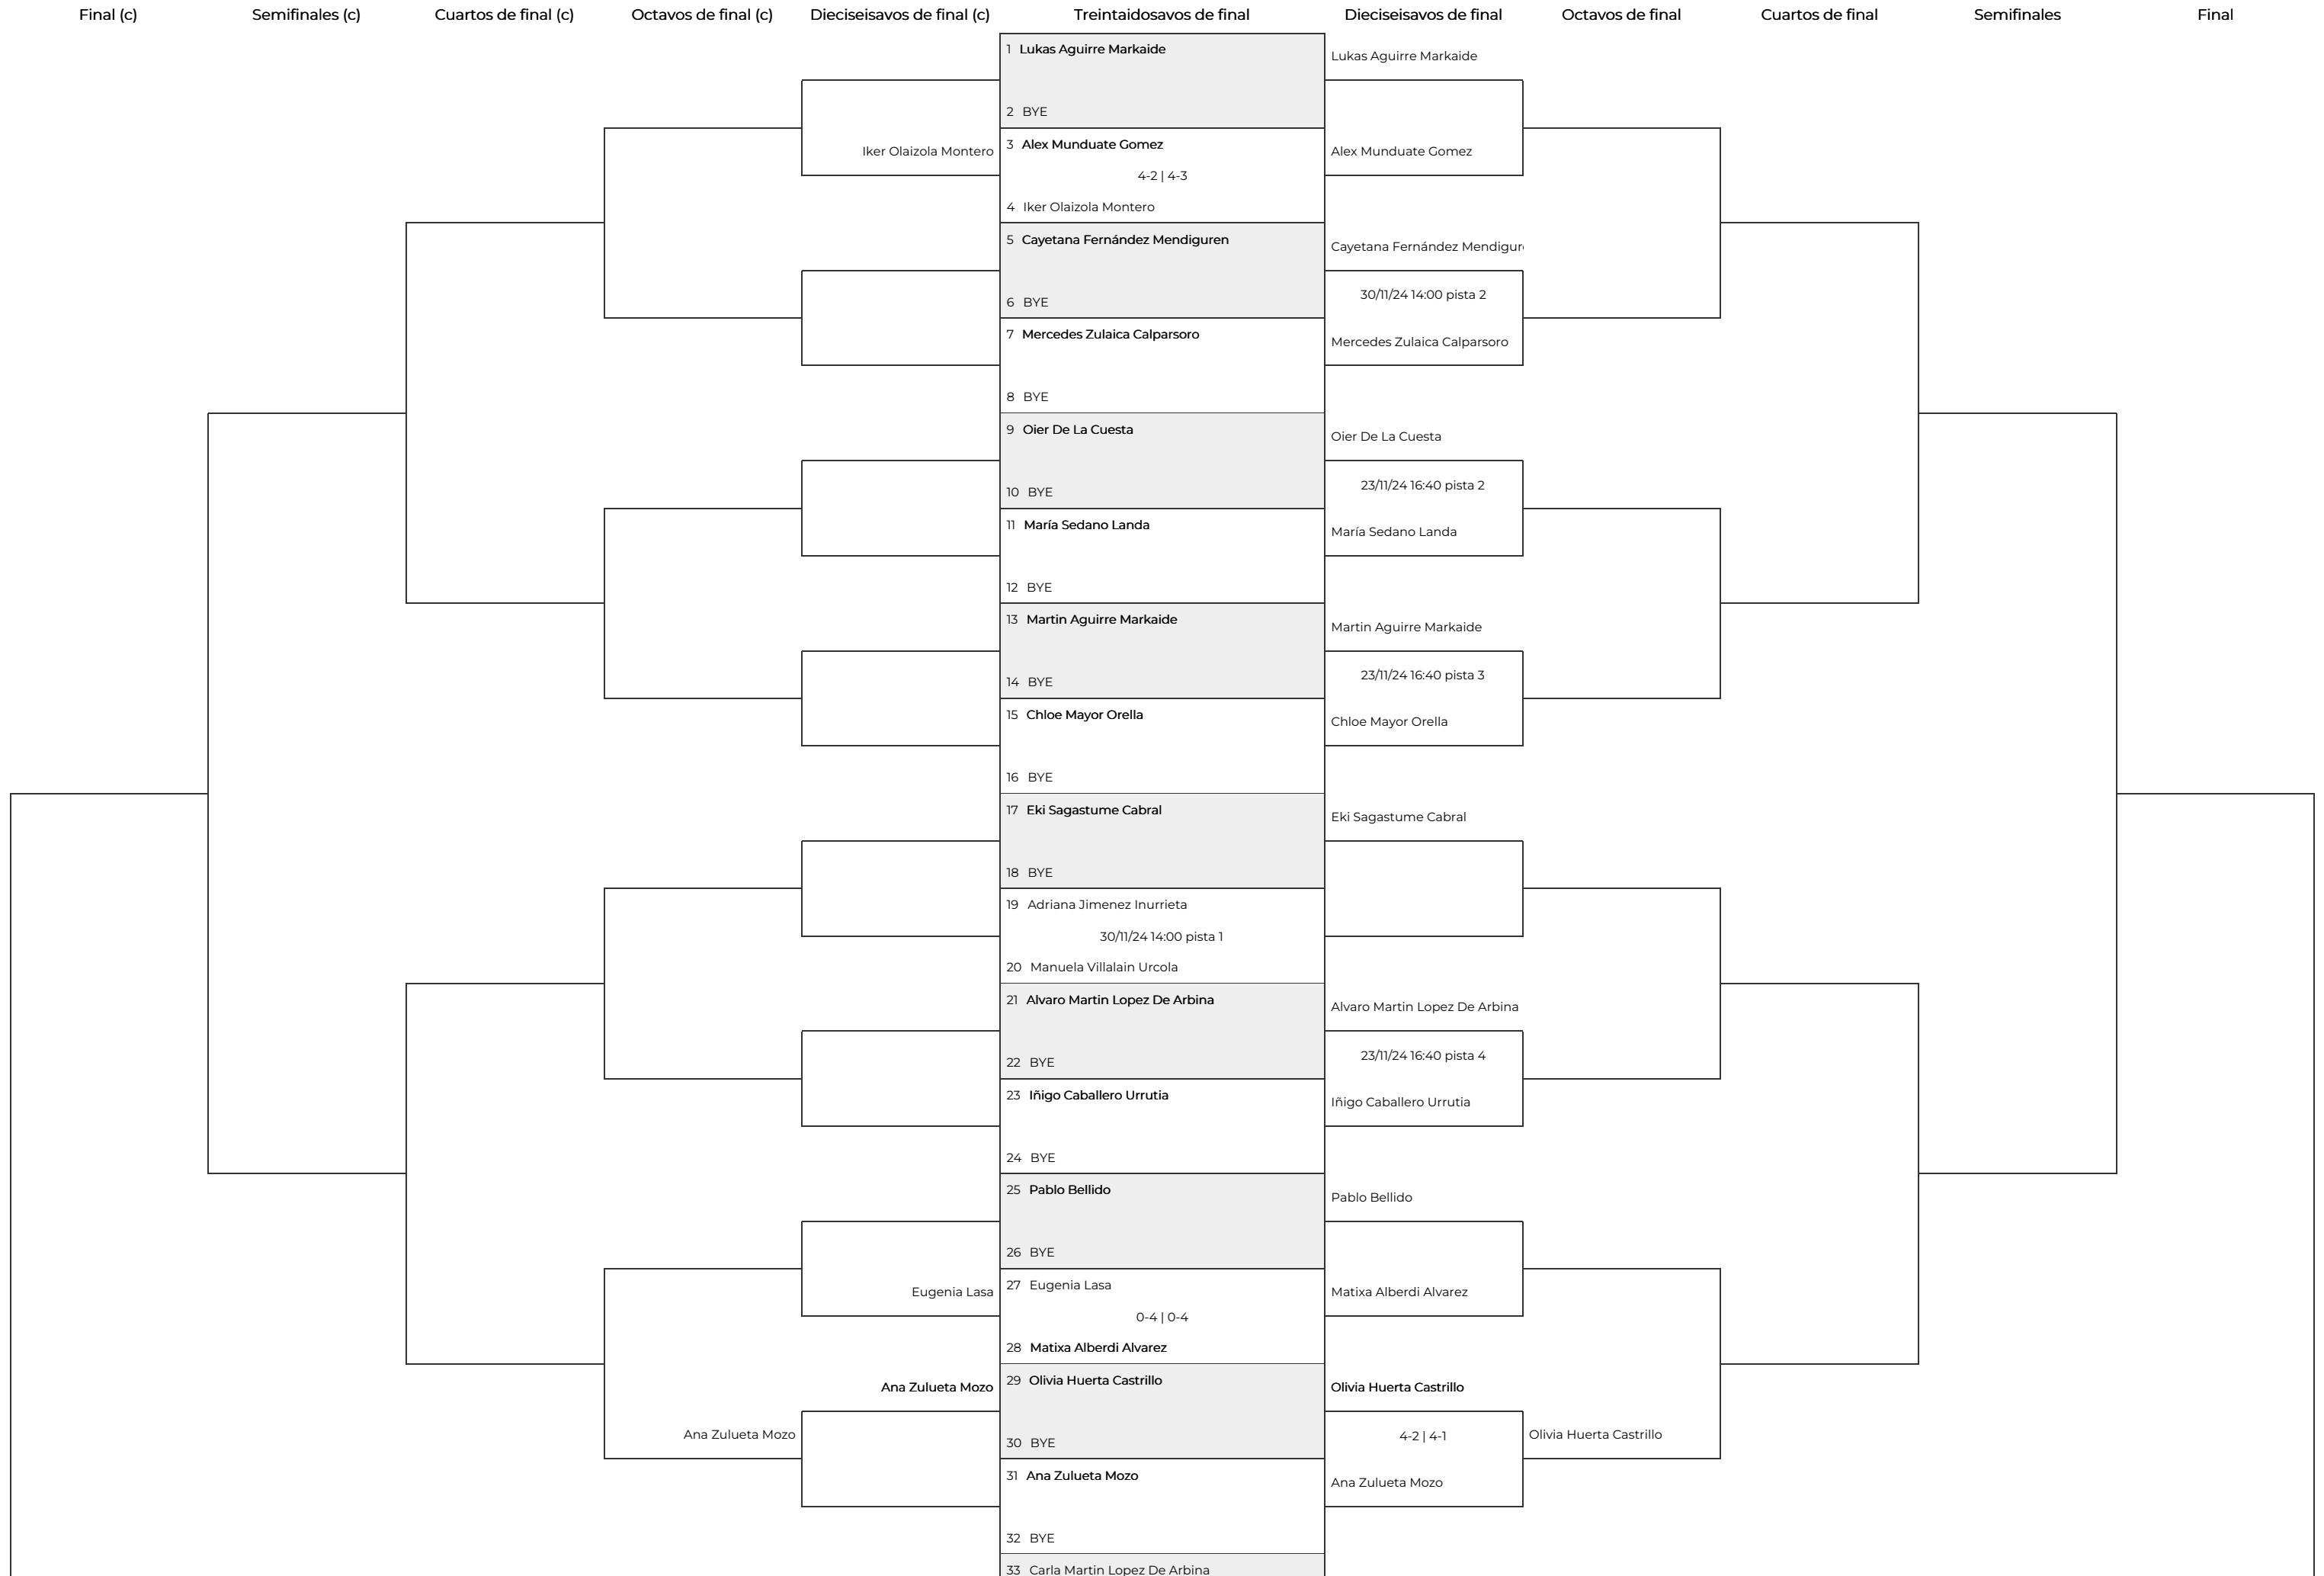 Final (c)
Semifinales (c)
Cuartos de final (c)
Octavos de final (c)
Dieciseisavos de final (c)
Treintaidosavos de final
Dieciseisavos de final
Octavos de final
Cuartos de final
Semifinales
Final
1 Lukas Aguirre Markaide
Lukas Aguirre Markaide
2 BYE
Iker Olaizola Montero
3 Alex Munduate Gomez
Alex Munduate Gomez
4-2 | 4-3
4 Iker Olaizola Montero
5 Cayetana Fernández Mendiguren
Cayetana Fernández Mendigur
6 BYE
30/11/24 14:00 pista 2
7 Mercedes Zulaica Calparsoro
Mercedes Zulaica Calparsoro
8 BYE
9 Oier De La Cuesta
Oier De La Cuesta
10 BYE
23/11/24 16:40 pista 2
11 María Sedano Landa
María Sedano Landa
12 BYE
13 Martin Aguirre Markaide
Martin Aguirre Markaide
14 BYE
23/11/24 16:40 pista 3
15 Chloe Mayor Orella
Chloe Mayor Orella
16 BYE
17 Eki Sagastume Cabral
Eki Sagastume Cabral
18 BYE
19 Adriana Jimenez Inurrieta
30/11/24 14:00 pista 1
20 Manuela Villalain Urcola
21 Alvaro Martin Lopez De Arbina
Alvaro Martin Lopez De Arbina
22 BYE
23/11/24 16:40 pista 4
23 Iñigo Caballero Urrutia
Iñigo Caballero Urrutia
24 BYE
25 Pablo Bellido
Pablo Bellido
26 BYE
Eugenia Lasa
27 Eugenia Lasa
Matixa Alberdi Alvarez
0-4 | 0-4
28 Matixa Alberdi Alvarez
Ana Zulueta Mozo
29 Olivia Huerta Castrillo
Olivia Huerta Castrillo
Ana Zulueta Mozo
30 BYE
4-2 | 4-1
Olivia Huerta Castrillo
31 Ana Zulueta Mozo
Ana Zulueta Mozo
32 BYE
33 Carla Martin Lopez De Arbina